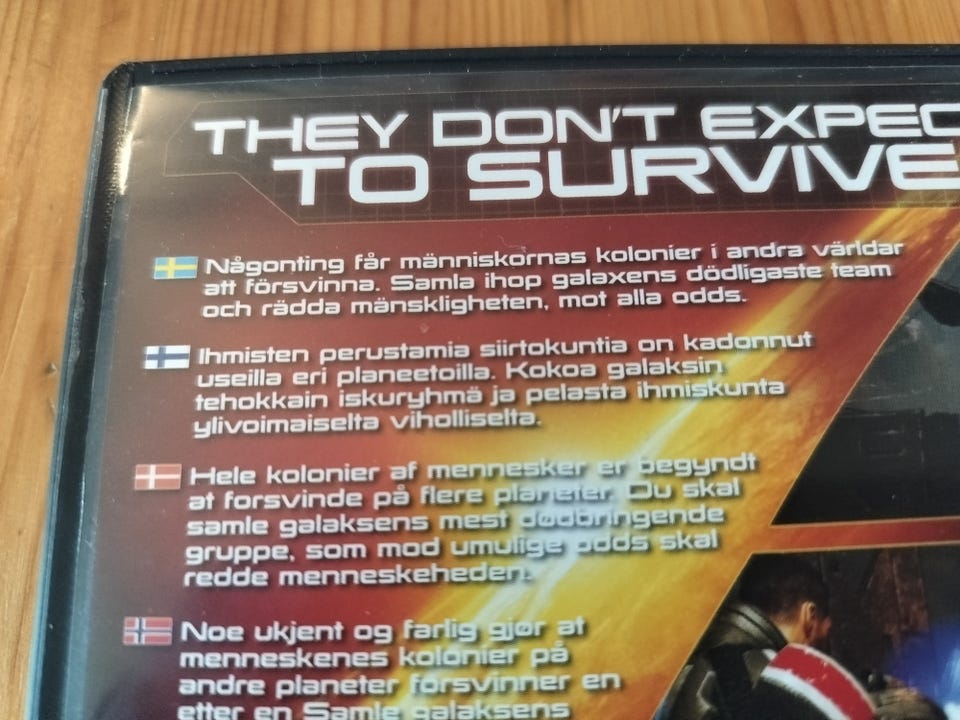 THEY DON'T EXPEC
TO SURVIVE
Någonting får människornas kolonier i andra världar
att försvinna. Samla ihop galaxens dödligaste team
och rädda mänskligheten, mot alla odds.
Ihmisten perustamia siirtokuntia on kadonnut
useilla eri planeetoilla. Kokoa galaksin
tehokkain iskuryhmä ja pelasta ihmiskunta
ylivoimaiselta viholliselta.
Hele kolonier af mennesker er begyndt
at forsvinde på flere planeter. Du skal
samle galaksens mest dødbringende
gruppe, som mod umulige odds skal
redde menneskeheden.
Noe ukjent og farlig gjør at
menneskenes kolonier på
andre planeter forsvinner en
etter en Samle galaksens